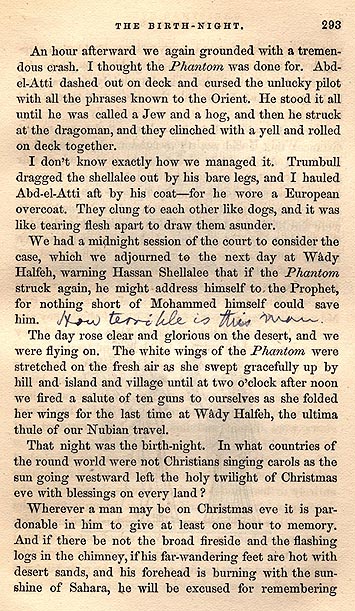 THE BIRTH-NIGHT. 293
An hour afterward we again grounded with a tremen-
dous crash. I thought the Phantom was done for. Abd-
el-Atti dashed out on deck and cursed the unlucky pilot
with all the phrases known to the Orient. He stood it all
until he was called a Jew and a hog, and then he struck
at the dragoman, and they clinched with a yell and rolled
on deck together.
I don't know exactly how we managed it. Trumbull
dragged the shellalee out by his bare legs, and I hauled
Abd-el-Atti aft by his coat—for he wore a European
overcoat. They clung to each other like dogs, and it was
like tearing flesh apart to draw them asunder.
We had a midnight session of the court to consider the
case, which we adjourned to the next day at Wâdy
Halfeh, warning Hassan Shellalee that if the Phantom
struck again, he might address himself to the Prophet,
for nothing short of Mohammed himself could save
him. How terrible is this man.
The day rose clear and glorious on the desert, and we
were flying on. The white wings of the Phantom were
stretched on the fresh air as she swept gracefully up by
hill and island and village until at two o'clock after noon
we fired a salute of ten guns to ourselves as she folded
her wings for the last time at Wâdy Halfeh, the ultima
thule of our Nubian travel.
That night was the birth-night. In what countries of
the round world were not Christians singing carols as the
sun going westward left the holy twilight of Christmas
eve with blessings on every land?
Wherever a man may be on Christmas eve it is par-
donable in him to give at least one hour to memory.
And if there be not the broad fireside and the flashing
logs in the chimney, if his far-wandering feet are hot with
desert sands, and his forehead is burning with the sun-
shine of Sahara, he will be excused for remembering